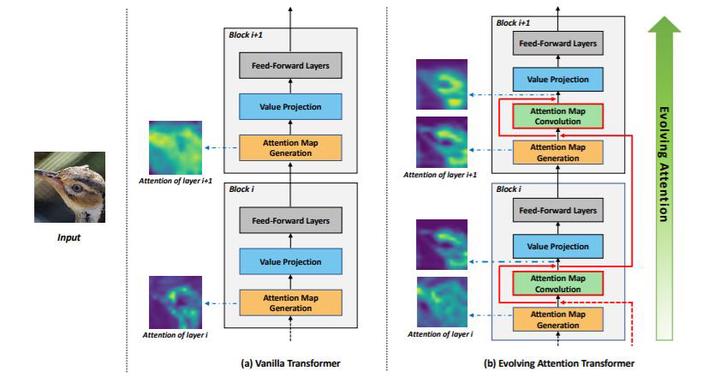 Input
Block i+1
Feed-Forward Layers
Value Projection
Attention Map
Generation
Attention of layer i+1
Block i
Feed-Forward Layers
Value Projection
Attention Map
Generation
Attention of layer i
(a) Vanilla Transformer
Block i+1
Feed-Forward Layers
Value Projection
Attention Map
Convolution
Attention Map
Generation
Attention of layer i+1
Block i
Feed-Forward Layers
Value Projection
Attention Map
Convolution
Attention Map
Generation
Attention of layer i
(b) Evolving Attention Transformer
Evolving Attention